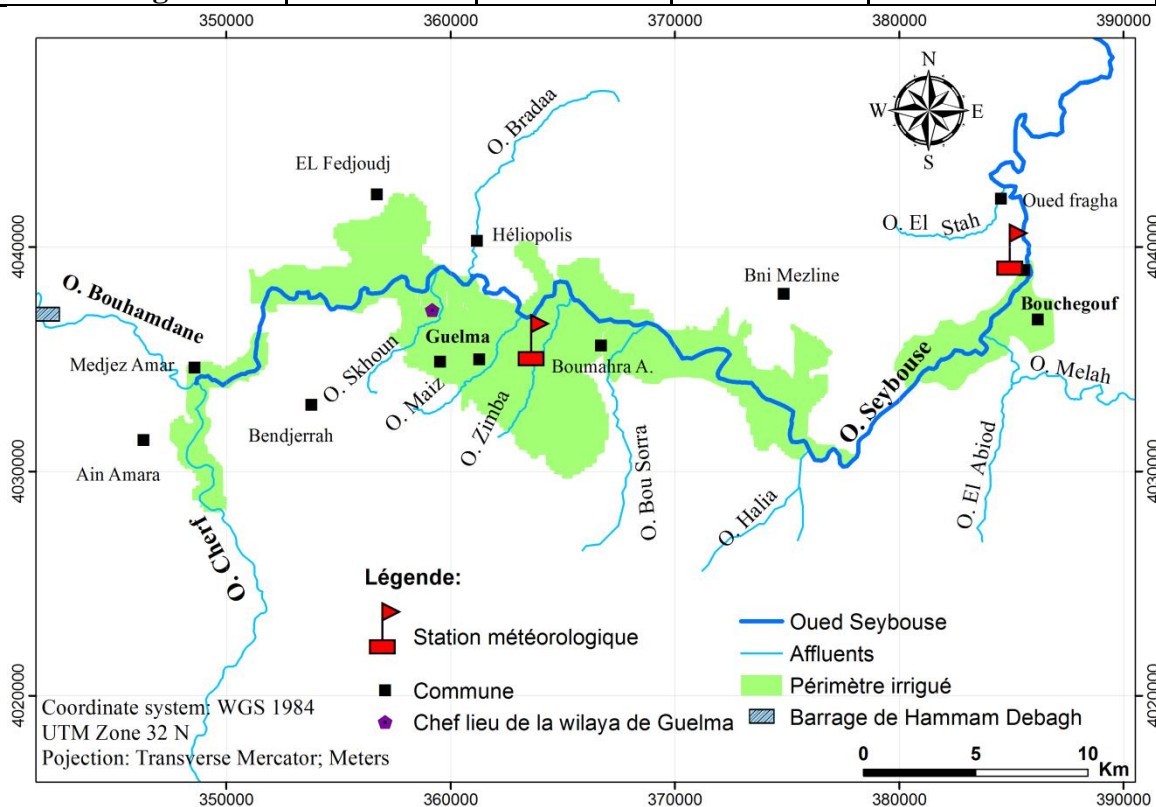 350000
360000
370000
380000
390000
N
W
E
S
O. Bradaa
EL Fedjoudj
Oued fragha
O. El Stah
Héliopolis
4040000
4040000
Bni Mezline
O. Bouhamdane
Bouchegouf
Guelma
Medjez Amar
O. Skhoun
Boumahra A.
O. Melah
O. Maiz
O. Seybouse
O. Zimba
Bendjerrah
Ain Amara
4030000
4030000
O. Bou Sorra
O. El Abiod
O. Halia
O. Cherf
Légende:
Station météorologique
Commune
Chef lieu de la wilaya de Guelma
Oued Seybouse
Affluents
Périmètre irrigué
Barrage de Hammam Debagh
4020000
4020000
Coordinate system: WGS 1984
UTM Zone 32 N
Pojection: Transverse Mercator; Meters
0
5
10
Km
350000
360000
370000
380000
390000